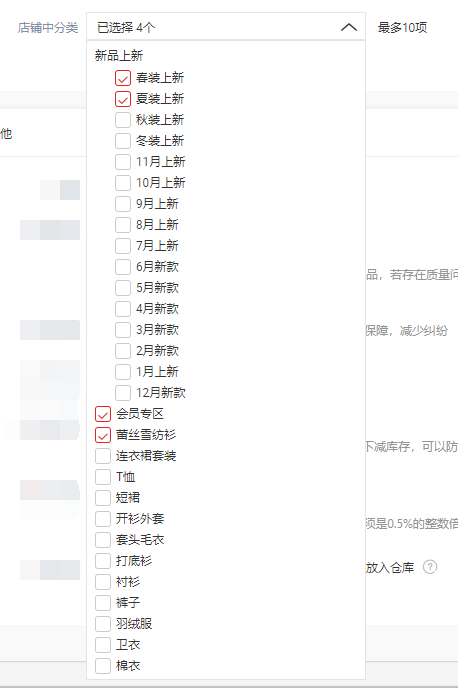 店铺中分类 已选择 4个 最多10项
新品上新
春装上新
夏装上新
他 秋装上新
冬装上新
11月上新
10月上新
9月上新
8月上新
7月上新
6月新款 品，若存在质量问
5月新款
4月新款
3月新款 保障，减少纠纷
2月新款
1月上新
12月新款
会员专区
蕾丝雪纺衫
连衣裙套装 下减库存，可以防
T恤
短裙
开衫外套 须是0.5%的整数倍
套头毛衣
打底衫 放入仓库 ?
衬衫
裤子
羽绒服
卫衣
棉衣